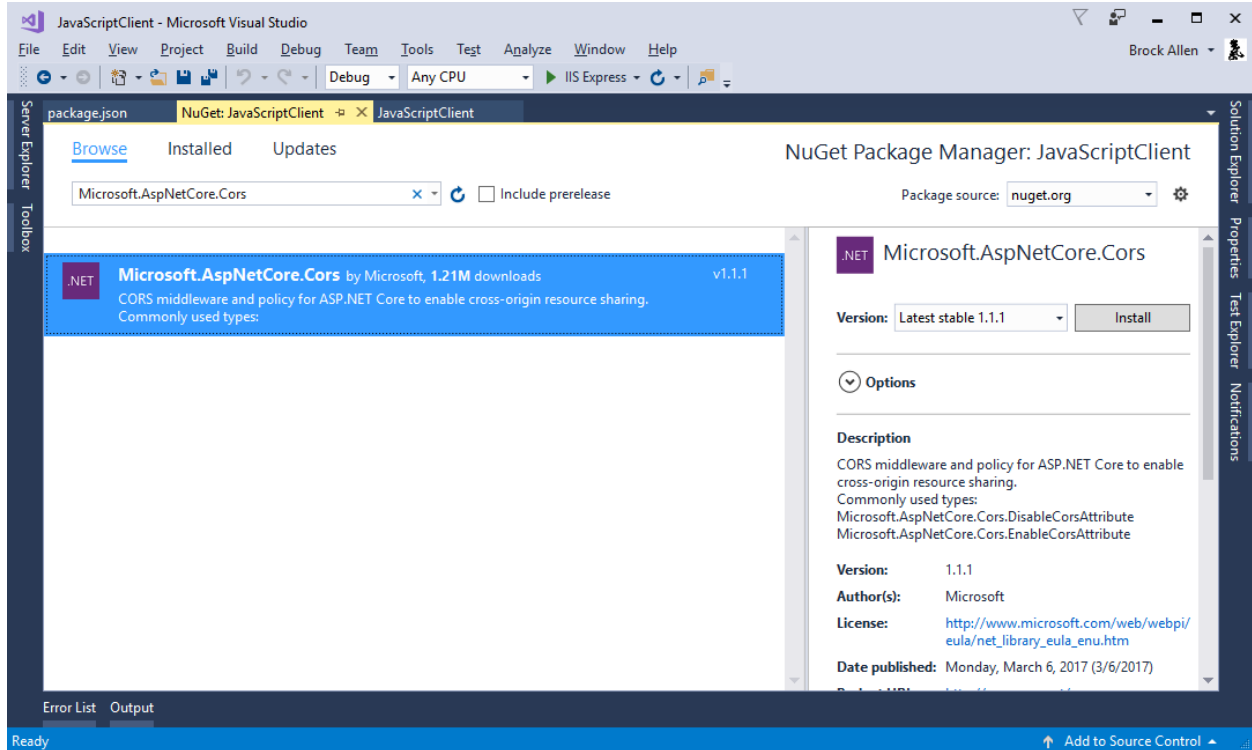 JavaScriptClient - Microsoft Visual Studio
File Edit View Project Build Debug Team Tools Test Analyze Window Help
Brock Allen
Debug Any CPU IIS Express
Server Explorer
Toolbox
package.json NuGet: JavaScriptClient JavaScriptClient
Browse Installed Updates
NuGet Package Manager: JavaScriptClient
Microsoft.AspNetCore.Cors Include prerelease
Package source: nuget.org
.NET
Microsoft.AspNetCore.Cors by Microsoft, 1.21M downloads v1.1.1
CORS middleware and policy for ASP.NET Core to enable cross-origin resource sharing.
Commonly used types:
.NET Microsoft.AspNetCore.Cors
Version: Latest stable 1.1.1 Install
Options
Description
CORS middleware and policy for ASP.NET Core to enable
cross-origin resource sharing.
Commonly used types:
Microsoft.AspNetCore.Cors.DisableCorsAttribute
Microsoft.AspNetCore.Cors.EnableCorsAttribute
Version: 1.1.1
Author(s): Microsoft
License: http://www.microsoft.com/web/webpi/
eula/net_library_eula_enu.htm
Date published: Monday, March 6, 2017 (3/6/2017)
Solution Explorer
Properties
Test Explorer
Notifications
Error List Output
Ready
Add to Source Control